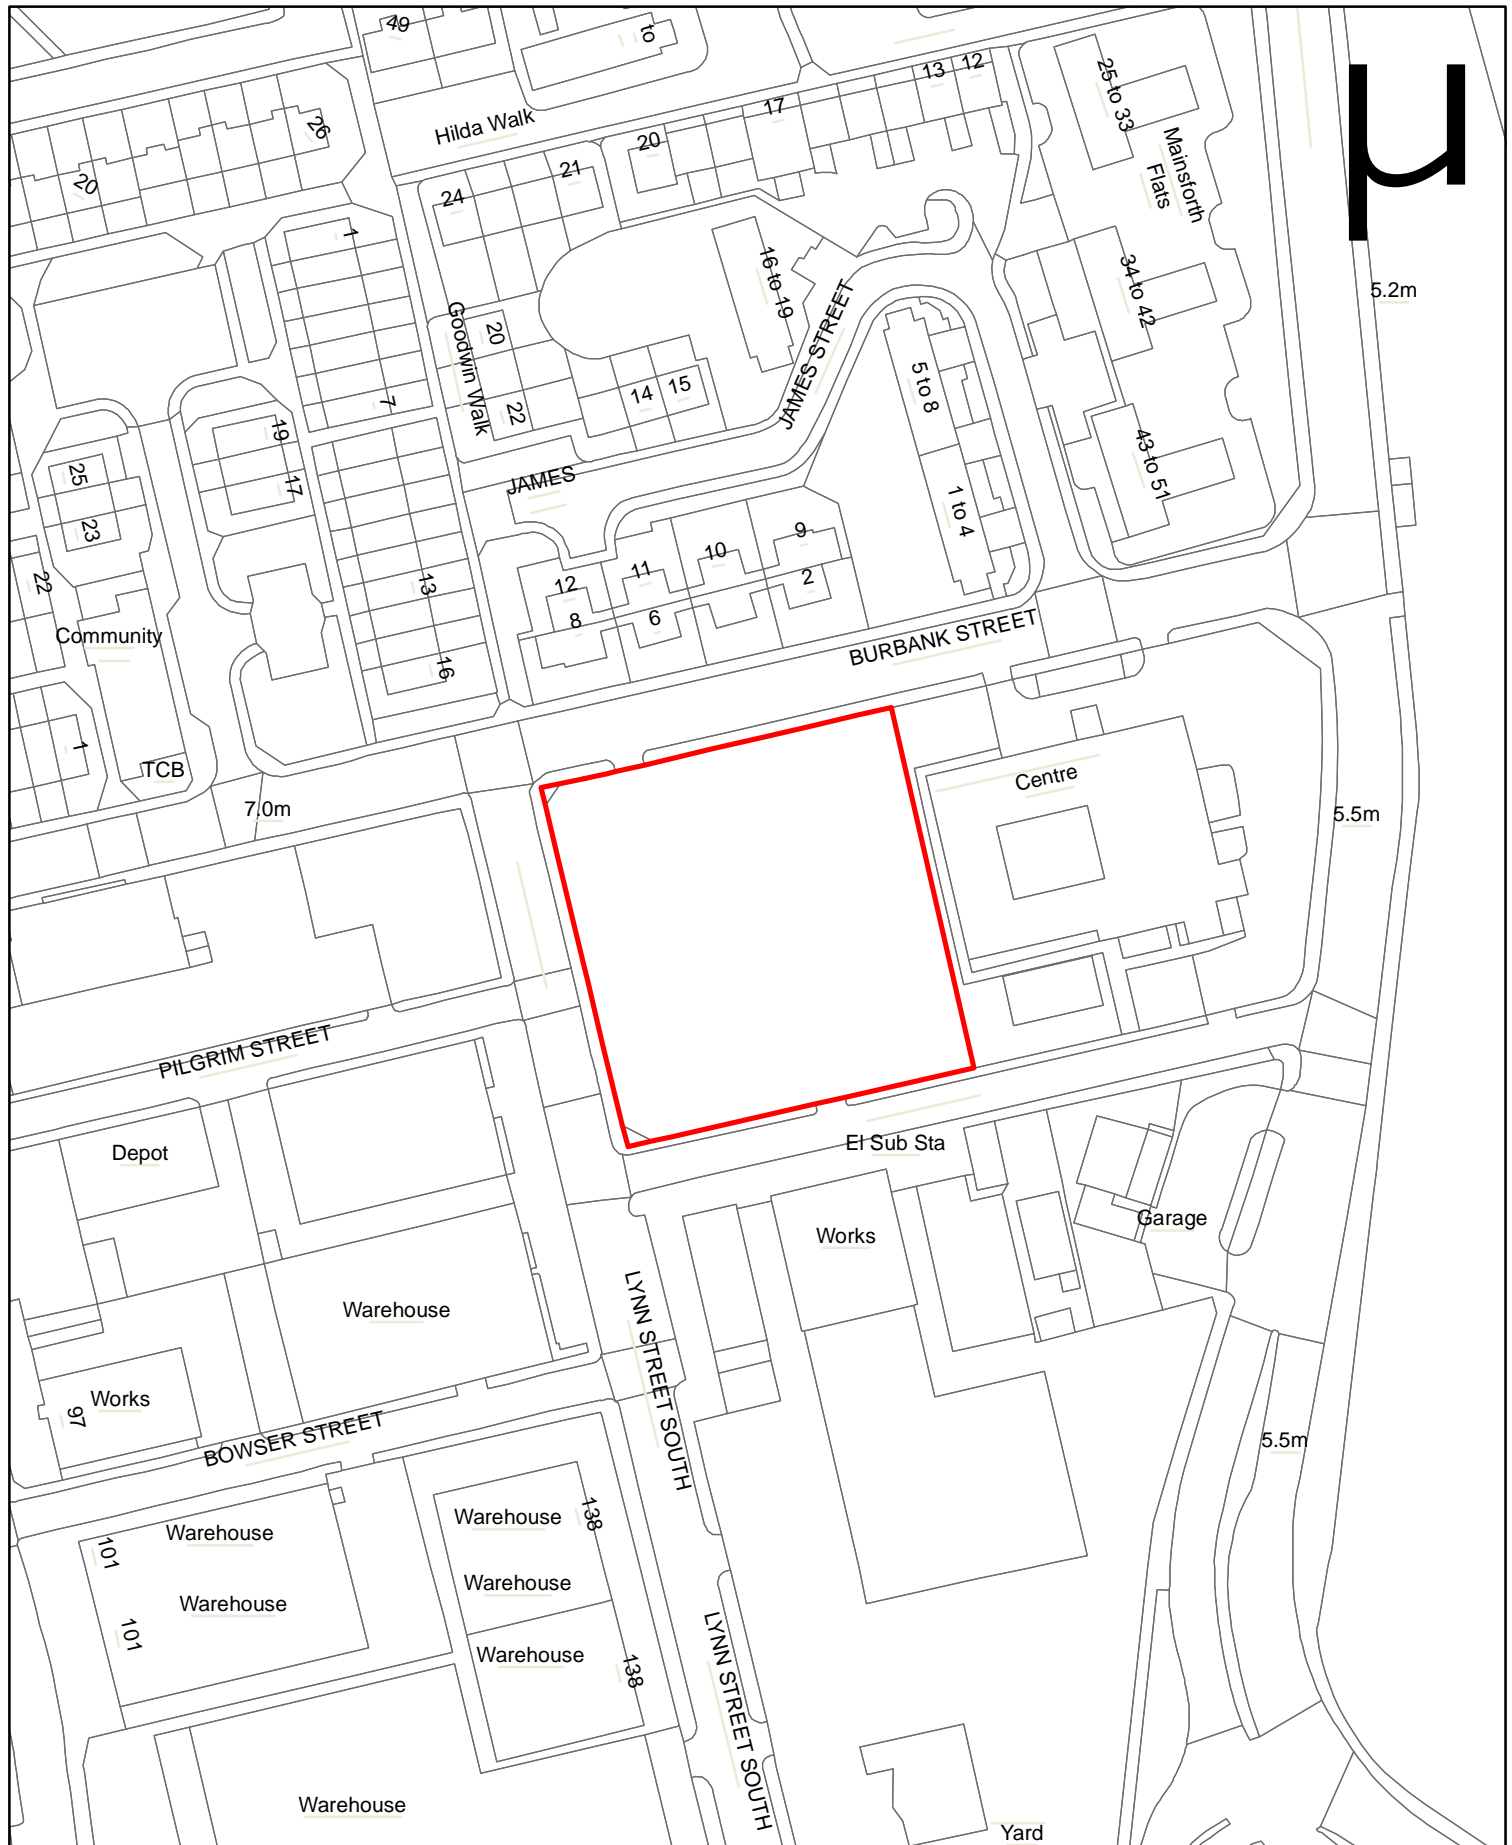 49
to
µ
26
Hilda Walk
17
13
12
25 to 33
Mainsforth
Flats
20
20
24
21
1
16 to 19
34 to 42
5.2m
Goodwin Walk
20
JAMES STREET
5 to 8
7
22
14
15
19
17
25
23
JAMES
43 to 51
1 to 4
22
13
12
11
10
9
2
8
6
Community
16
BURBANK STREET
1
TCB
7.0m
Centre
5.5m
PILGRIM STREET
Depot
El Sub Sta
Works
Garage
Warehouse
LYNN STREET SOUTH
Works
97
BOWSER STREET
5.5m
Warehouse
138
Warehouse
101
Warehouse
Warehouse
101
Warehouse
138
LYNN STREET SOUTH
Warehouse
Yard